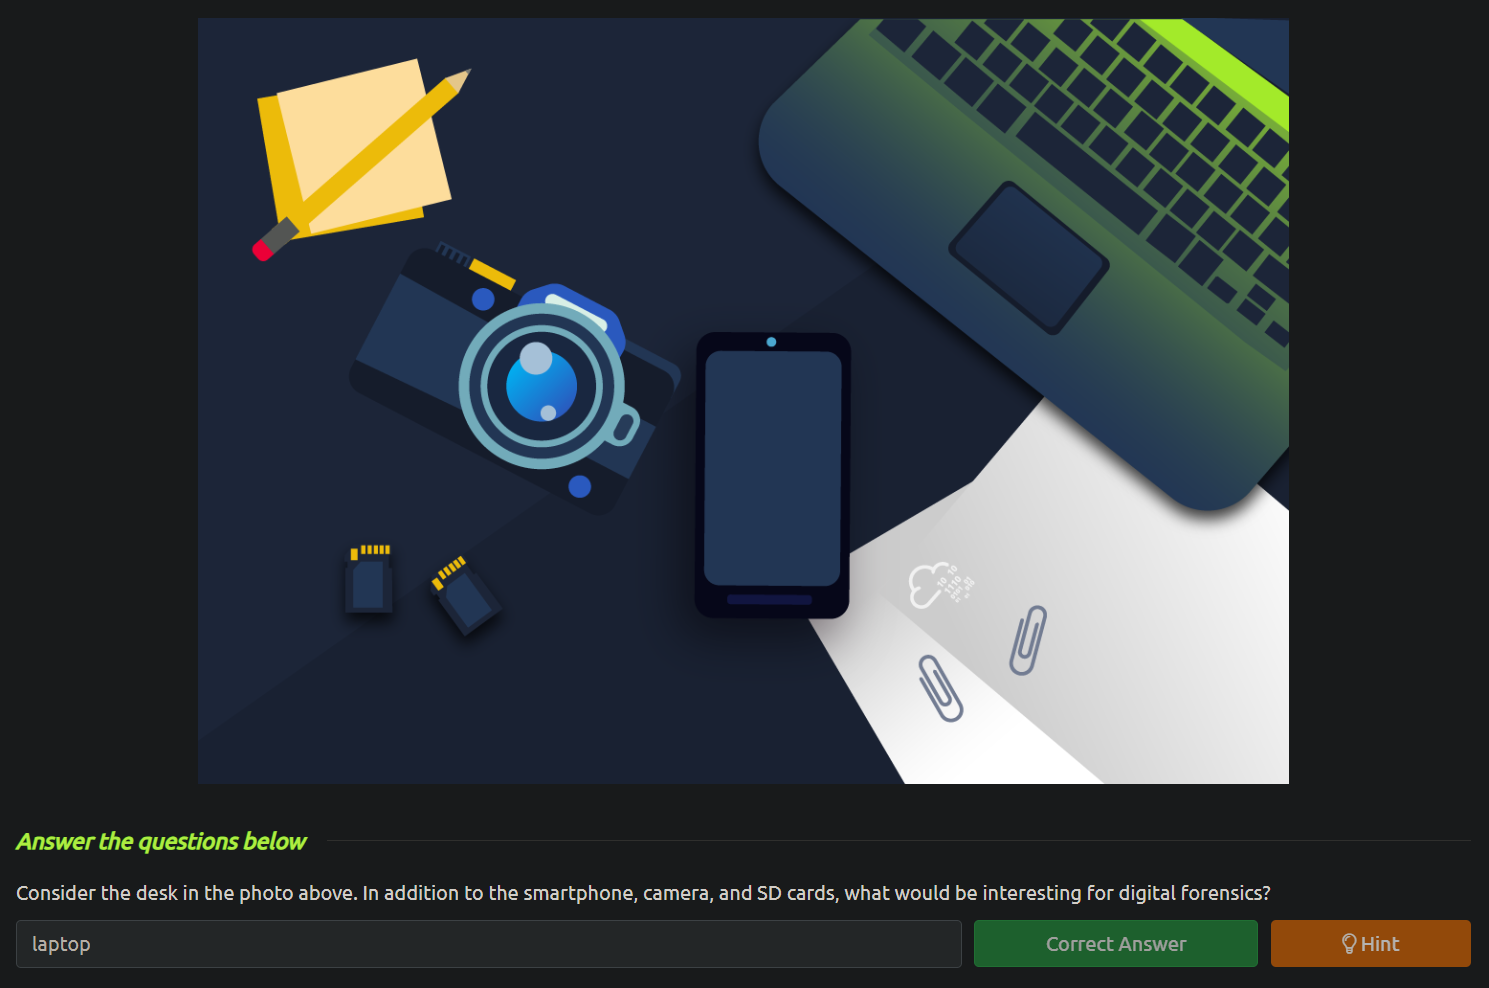 Answer the questions below
Consider the desk in the photo above. In addition to the smartphone, camera, and SD cards, what would be interesting for digital forensics?
laptop
Correct Answer
Hint